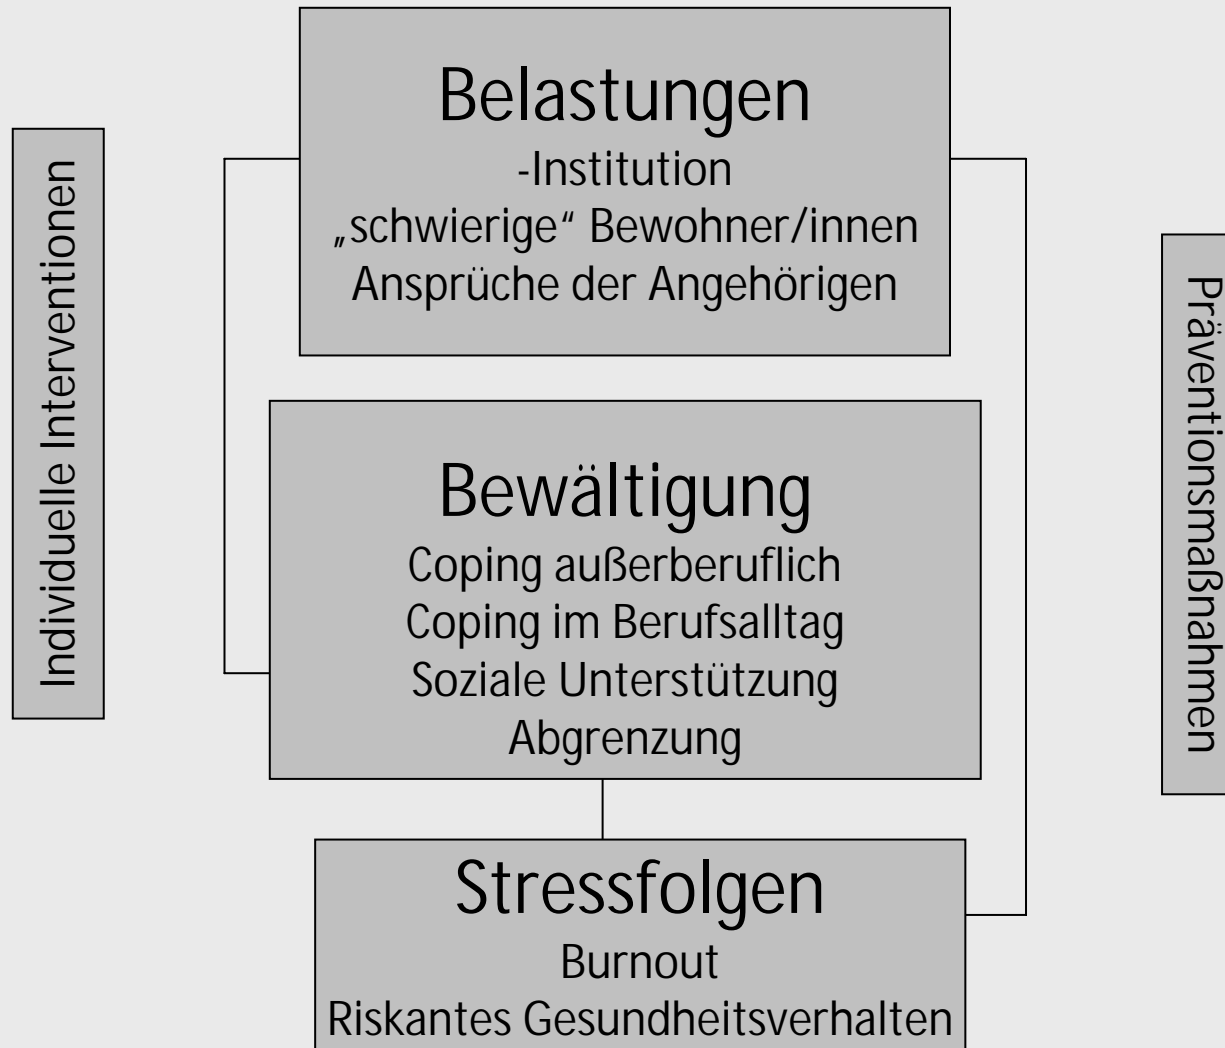 Individuelle Interventionen
Belastungen
-Institution
„schwierige“ Bewohner/innen
Ansprüche der Angehörigen
Bewältigung
Coping außerberuflich
Coping im Berufsalltag
Soziale Unterstützung
Abgrenzung
Stressfolgen
Burnout
Riskantes Gesundheitsverhalten
Präventionsmaßnahmen